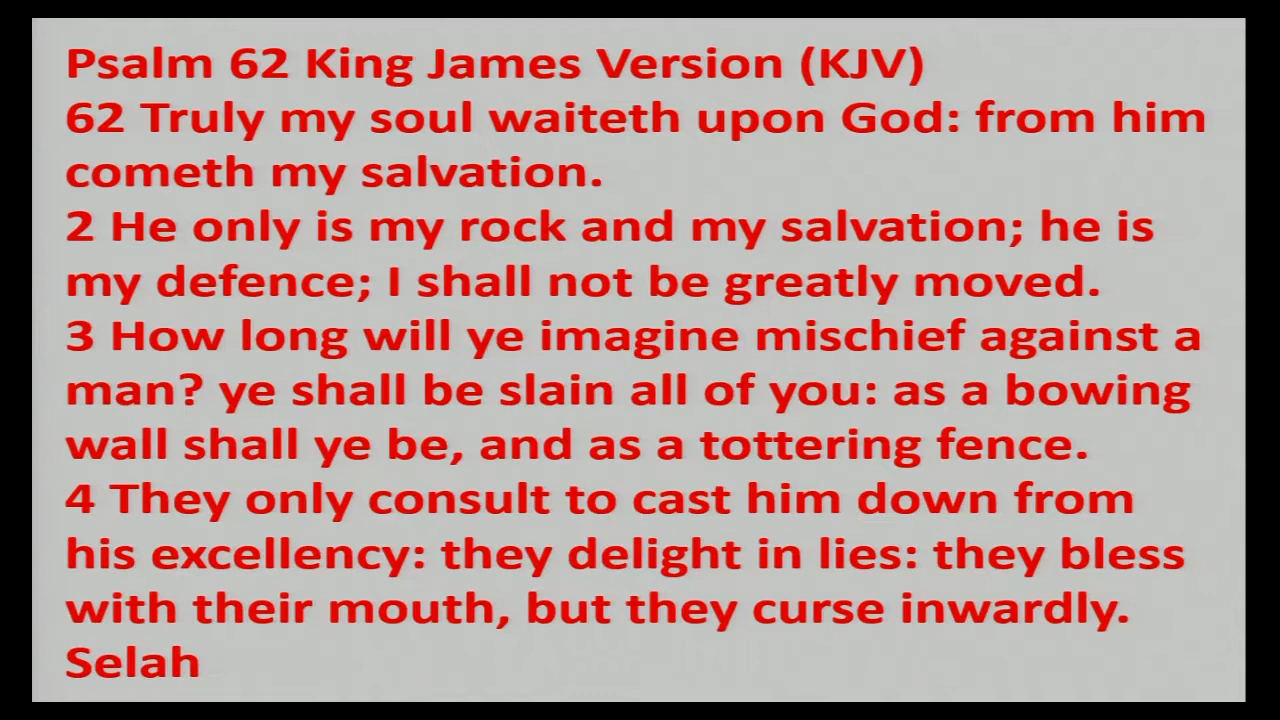 Psalm 62 King James Version (KJV)
62 Truly my soul waiteth upon God: from him
cometh my salvation.
2 He only is my rock and my salvation; he is
my defence; I shall not be greatly moved.
3 How long will ye imagine mischief against a
man? ye shall be slain all of you: as a bowing
wall shall ye be, and as a tottering fence.
4 They only consult to cast him down from
his excellency: they delight in lies: they bless
with their mouth, but they curse inwardly.
Selah